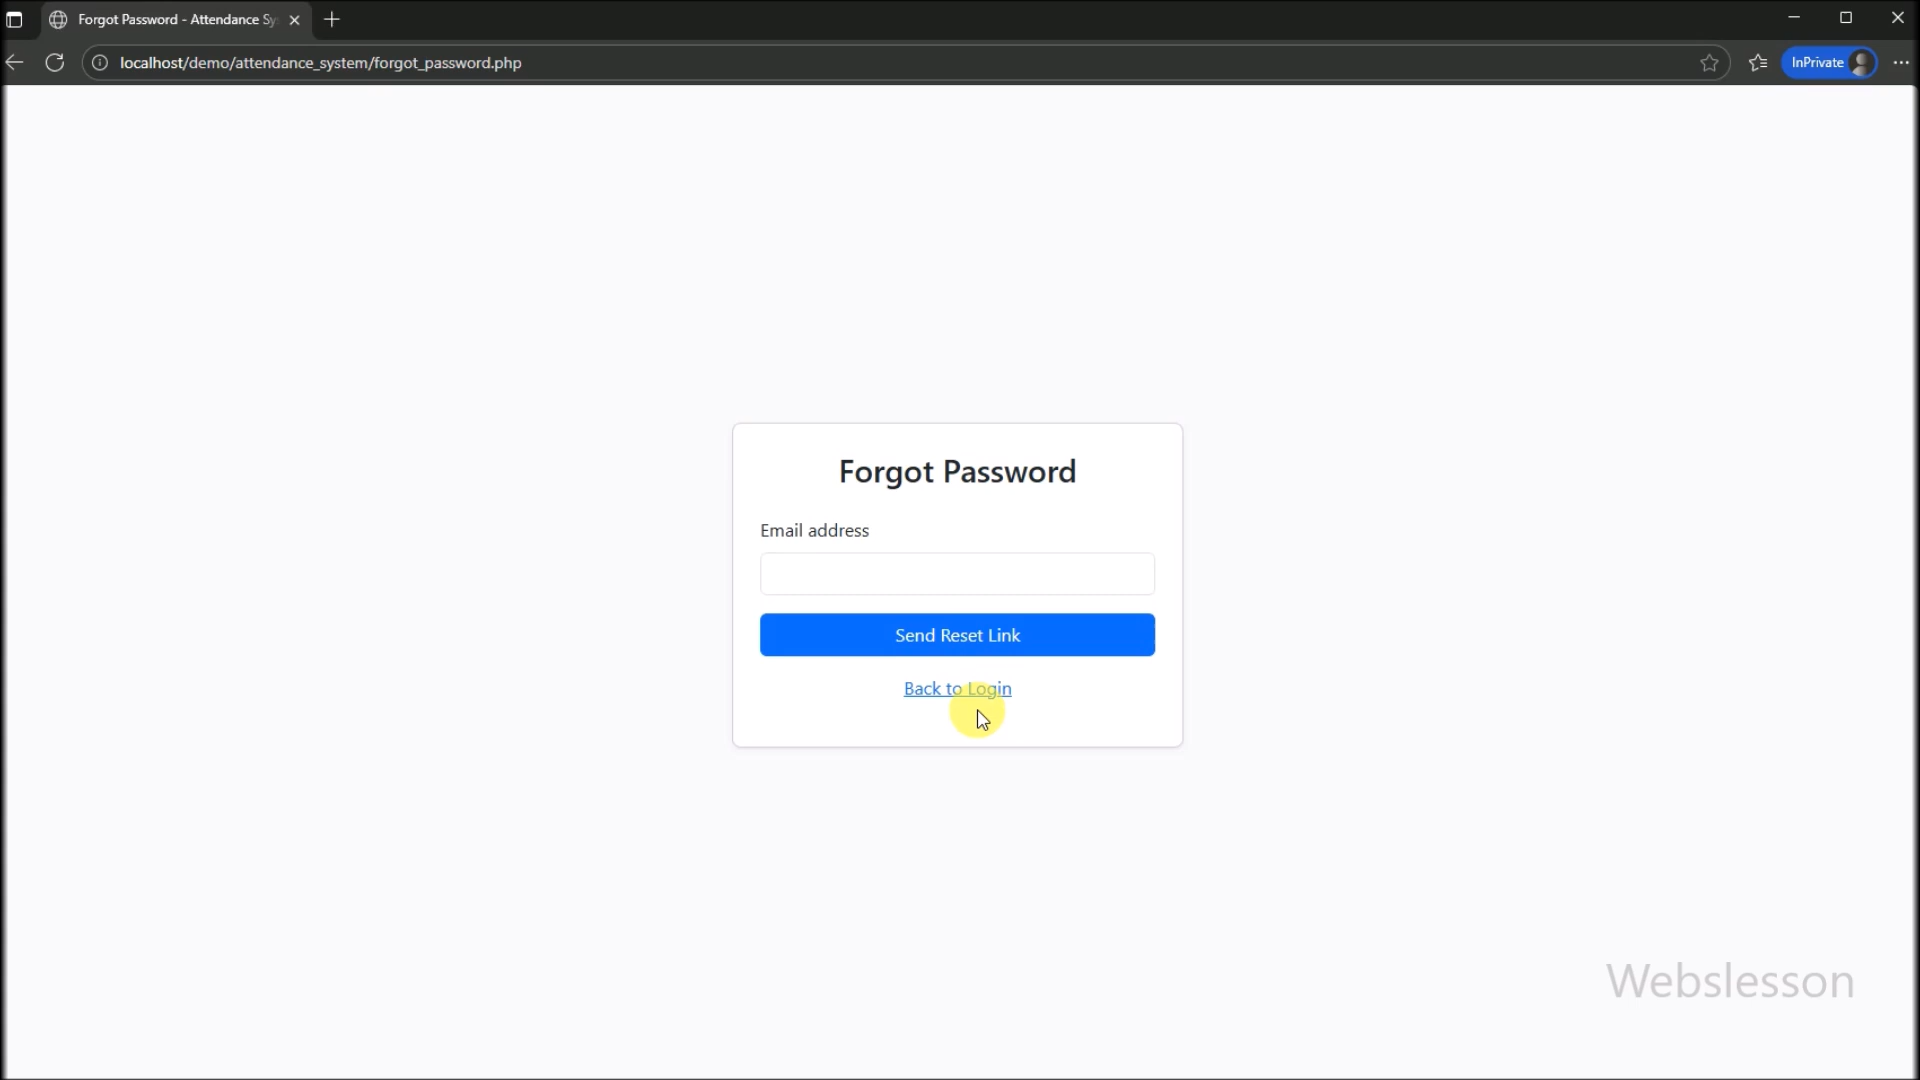 Forgot Password - Attendance Sy
localhost/demo/attendance_system/forgot_password.php
InPrivate
Forgot Password
Email address
Send Reset Link
Back to Login
Webslesson